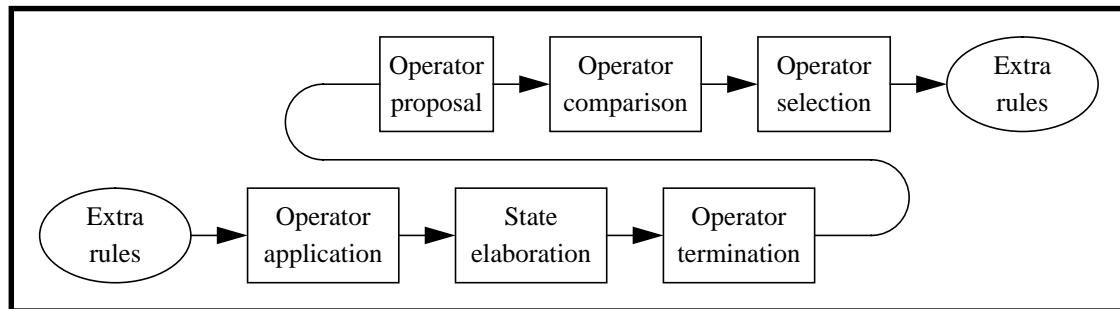 Operator
proposal
Operator
comparison
Operator
selection
Extra
rules
Extra
rules
Operator
application
State
elaboration
Operator
termination